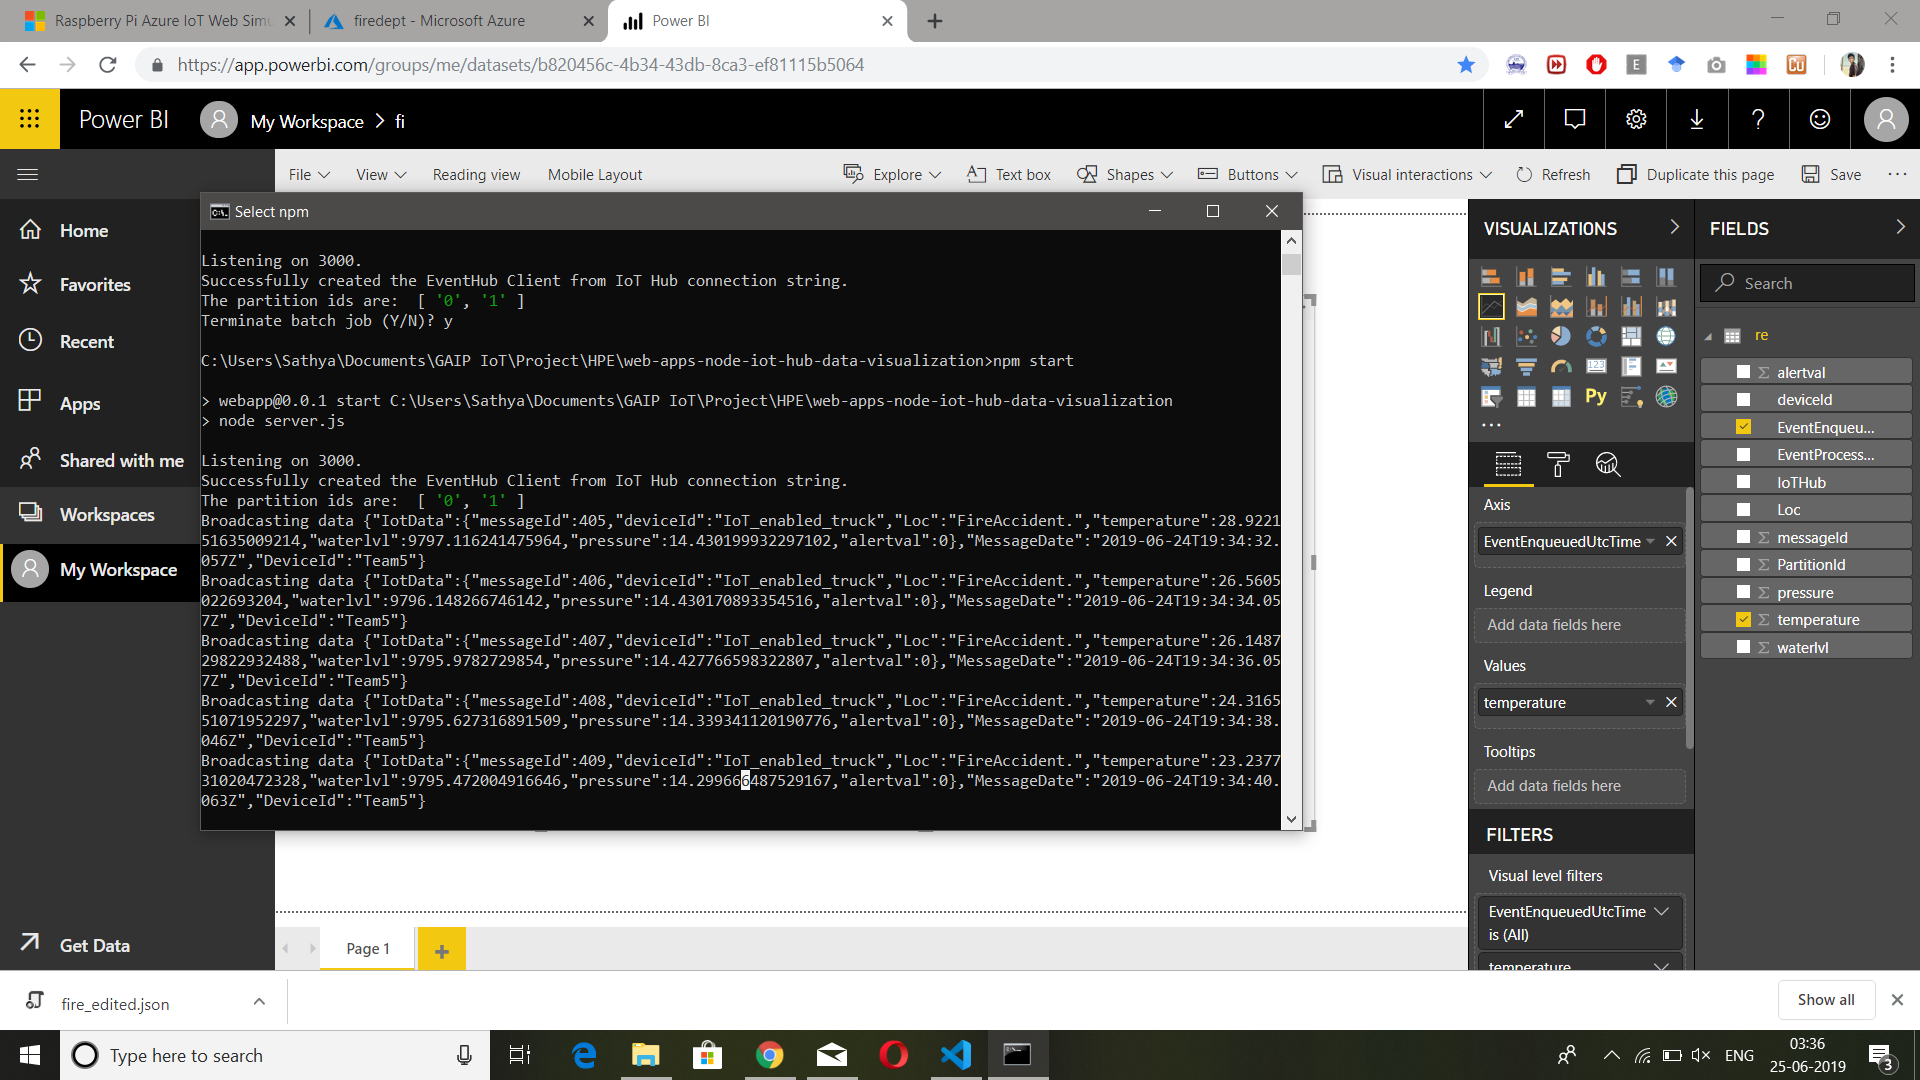 Raspberry Pi Azure IoT Web Simu
firedept - Microsoft Azure
Power BI
https://app.powerbi.com/groups/me/datasets/b820456c-4b34-43db-8ca3-ef81115b5064
Power BI My Workspace > fi
File View Reading view Mobile Layout Explore Text box Shapes Buttons Visual interactions Refresh Duplicate this page Save
Home
Favorites
Recent
Apps
Shared with me
Workspaces
My Workspace
Get Data
Select npm
Listening on 3000.
Successfully created the EventHub Client from IoT Hub connection string.
The partition ids are:  [ '0', '1' ]
Terminate batch job (Y/N)? y
C:\Users\Sathya\Documents\GAIP IoT\Project\HPE\web-apps-node-iot-hub-data-visualization>npm start
> webapp@0.0.1 start C:\Users\Sathya\Documents\GAIP IoT\Project\HPE\web-apps-node-iot-hub-data-visualization
> node server.js
Listening on 3000.
Successfully created the EventHub Client from IoT Hub connection string.
The partition ids are:  [ '0', '1' ]
Broadcasting data {"IotData":{"messageId":405,"deviceId":"IoT_enabled_truck","Loc":"FireAccident.","temperature":28.9221
51635009214,"waterlvl":9797.116241475964,"pressure":14.430199932297102,"alertval":0},"MessageDate":"2019-06-24T19:34:32.
057Z","DeviceId":"Team5"}
Broadcasting data {"IotData":{"messageId":406,"deviceId":"IoT_enabled_truck","Loc":"FireAccident.","temperature":26.5605
022693204,"waterlvl":9796.148266746142,"pressure":14.430170893354516,"alertval":0},"MessageDate":"2019-06-24T19:34:34.05
7Z","DeviceId":"Team5"}
Broadcasting data {"IotData":{"messageId":407,"deviceId":"IoT_enabled_truck","Loc":"FireAccident.","temperature":26.1487
29822932488,"waterlvl":9795.9782729854,"pressure":14.427766598322807,"alertval":0},"MessageDate":"2019-06-24T19:34:36.05
7Z","DeviceId":"Team5"}
Broadcasting data {"IotData":{"messageId":408,"deviceId":"IoT_enabled_truck","Loc":"FireAccident.","temperature":24.3165
51071952297,"waterlvl":9795.627316891509,"pressure":14.339341120190776,"alertval":0},"MessageDate":"2019-06-24T19:34:38.
046Z","DeviceId":"Team5"}
Broadcasting data {"IotData":{"messageId":409,"deviceId":"IoT_enabled_truck","Loc":"FireAccident.","temperature":23.2377
31020472328,"waterlvl":9795.472004916646,"pressure":14.299666487529167,"alertval":0},"MessageDate":"2019-06-24T19:34:40.
063Z","DeviceId":"Team5"}
Page 1
VISUALIZATIONS
Py
Axis
EventEnqueuedUtcTime
Legend
Add data fields here
Values
temperature
Tooltips
Add data fields here
FILTERS
Visual level filters
EventEnqueuedUtcTime
is (All)
temperature
FIELDS
Search
re
alertval
deviceId
EventEnqueu...
EventProcess...
IoTHub
Loc
messageId
PartitionId
pressure
temperature
waterlvl
fire_edited.json
Show all
Type here to search
ENG
03:36
25-06-2019
3